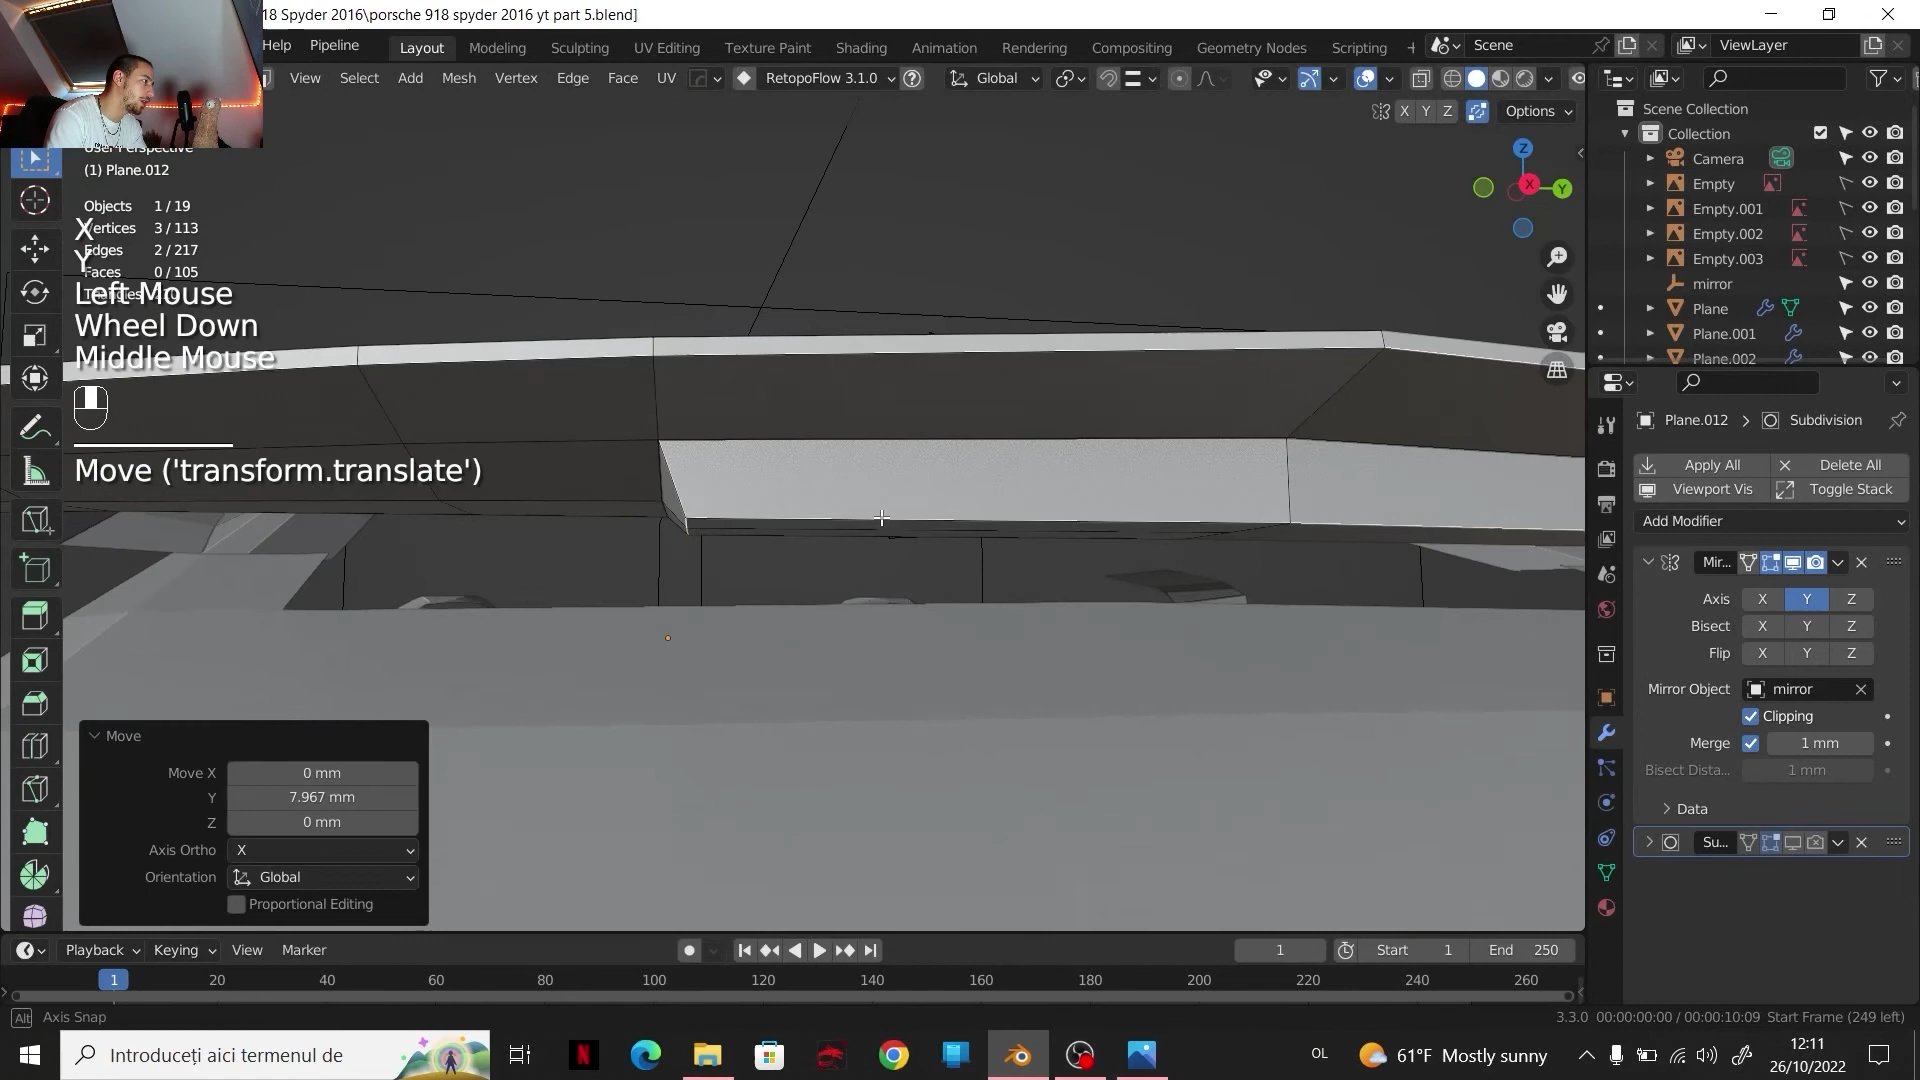 18 Spyder 2016\porsche 918 spyder 2016 yt part 5.blend]
Help Pipeline Layout Modeling Sculpting UV Editing Texture Paint Shading Animation Rendering Compositing Geometry Nodes Scripting + Scene ViewLayer
View Select Add Mesh Vertex Edge Face UV RetopoFlow 3.1.0 Global
X Y Z Options
Scene Collection
Collection
Camera
Empty
Empty.001
Empty.002
Empty.003
mirror
Plane
Plane.001
Plane.002
User Perspective
(1) Plane.012
Objects 1 / 19
Vertices 3 / 113
Edges 2 / 217
Faces 0 / 105
X
Y
Left Mouse
Wheel Down
Middle Mouse
Move ('transform.translate')
Z
X
Y
Plane.012 > Subdivision
Apply All Delete All
Viewport Vis Toggle Stack
Add Modifier
Mir...
Axis X Y Z
Bisect X Y Z
Flip X Y Z
Mirror Object mirror
Clipping
Merge 1 mm
Bisect Dista... 1 mm
Data
Su...
Move
Move X 0 mm
Y 7.967 mm
Z 0 mm
Axis Ortho X
Orientation Global
Proportional Editing
Playback Keying View Marker 1 Start 1 End 250
1 20 40 60 80 100 120 140 160 180 200 220 240 260
Alt Axis Snap
3.3.0 00:00:00:00 / 00:00:10:09 Start Frame (249 left)
Introduceți aici termenul de
OL
61°F Mostly sunny
12:11
26/10/2022